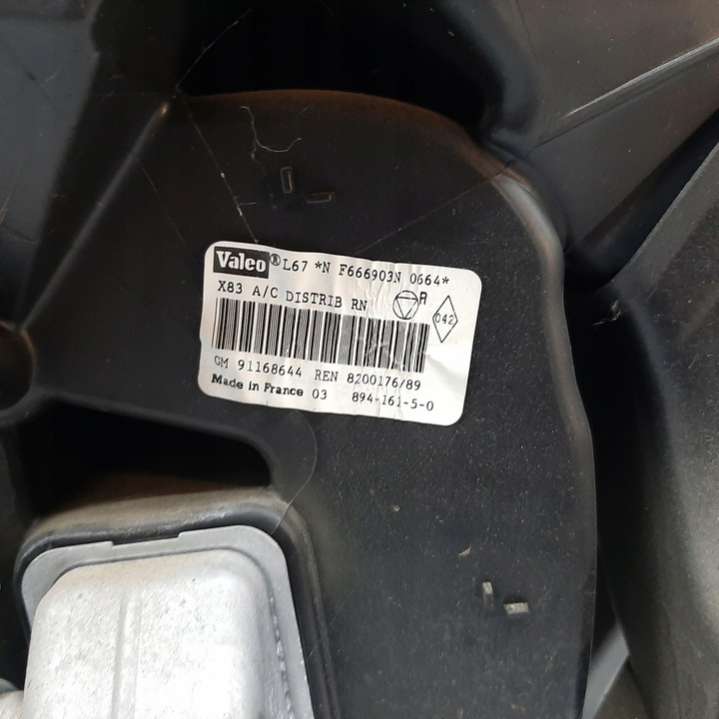 Valeo ® L67 *N F666903N 0664*
X83 A/C DISTRIB RN
R
042
GM 91168644 REN 8200176/89
Made in France 03 894-161-5-0